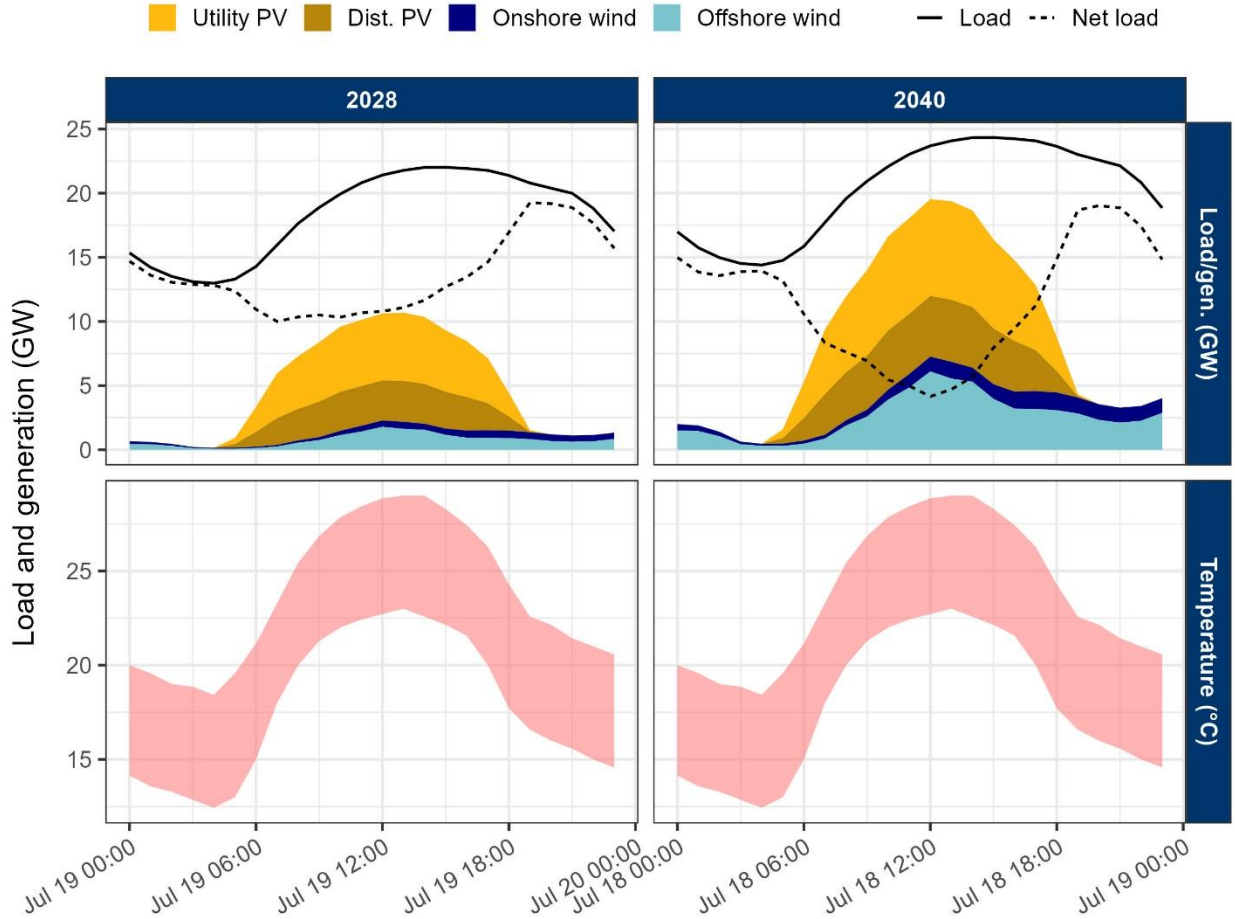 Utility PV Dist. PV Onshore wind Offshore wind Load Net load
2028 2040
25
20
15
10
5
0
Load/gen. (GW)
25
20
15
Temperature (°C)
Load and generation (GW)
Jul 19 00:00 Jul 19 06:00 Jul 19 12:00 Jul 19 18:00 Jul 20 00:00 Jul 18 00:00 Jul 18 06:00 Jul 18 12:00 Jul 18 18:00 Jul 19 00:00